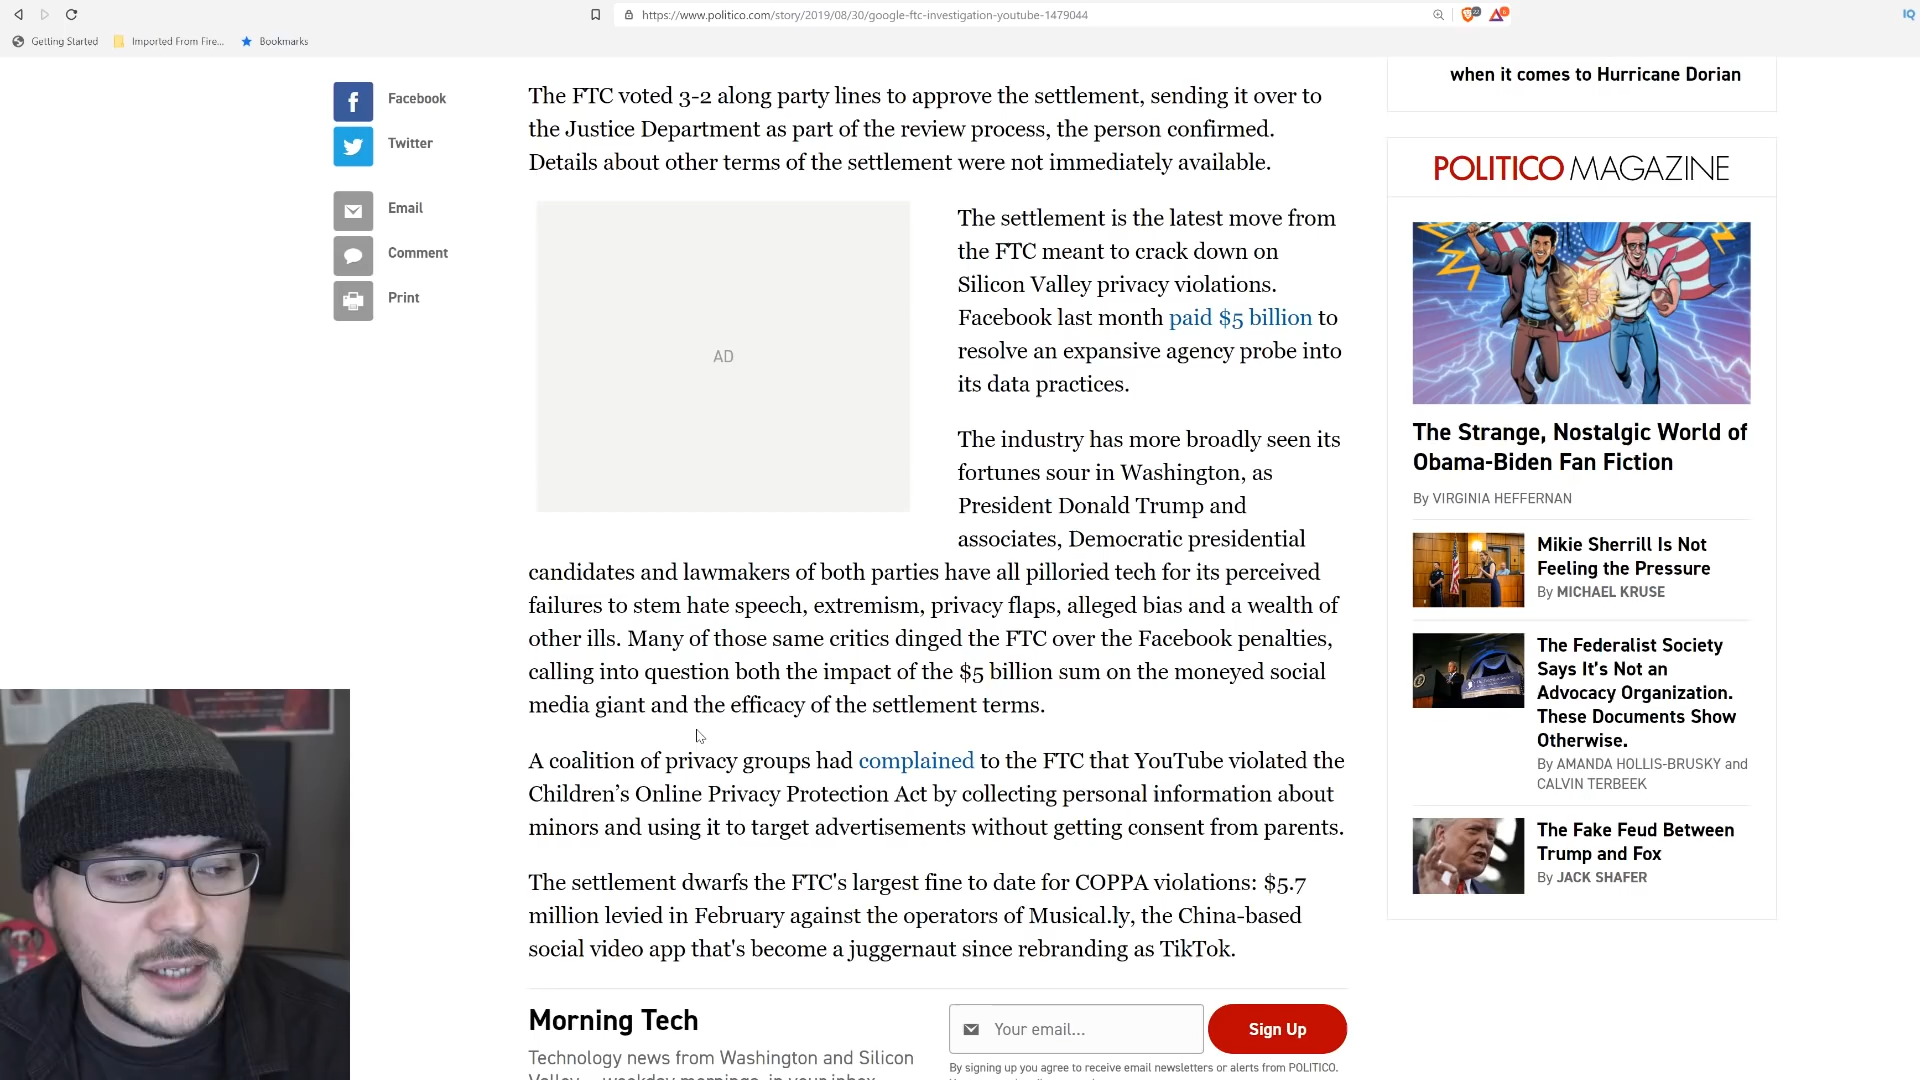 https://www.politico.com/story/2019/08/30/google-ftc-investigation-youtube-1479044
22
IQ
Getting Started
Imported From Fire...
Bookmarks
Facebook
Twitter
Email
Comment
Print
The FTC voted 3-2 along party lines to approve the settlement, sending it over to
the Justice Department as part of the review process, the person confirmed.
Details about other terms of the settlement were not immediately available.
AD
The settlement is the latest move from
the FTC meant to crack down on
Silicon Valley privacy violations.
Facebook last month paid $5 billion to
resolve an expansive agency probe into
its data practices.
The industry has more broadly seen its
fortunes sour in Washington, as
President Donald Trump and
associates, Democratic presidential
candidates and lawmakers of both parties have all pilloried tech for its perceived
failures to stem hate speech, extremism, privacy flaps, alleged bias and a wealth of
other ills. Many of those same critics dinged the FTC over the Facebook penalties,
calling into question both the impact of the $5 billion sum on the moneyed social
media giant and the efficacy of the settlement terms.
A coalition of privacy groups had complained to the FTC that YouTube violated the
Children’s Online Privacy Protection Act by collecting personal information about
minors and using it to target advertisements without getting consent from parents.
The settlement dwarfs the FTC's largest fine to date for COPPA violations: $5.7
million levied in February against the operators of Musical.ly, the China-based
social video app that's become a juggernaut since rebranding as TikTok.
Morning Tech
Technology news from Washington and Silicon
Valley — weekday mornings, in your inbox.
Your email...
Sign Up
By signing up you agree to receive email newsletters or alerts from POLITICO.
when it comes to Hurricane Dorian
POLITICO MAGAZINE
The Strange, Nostalgic World of
Obama-Biden Fan Fiction
By VIRGINIA HEFFERNAN
Mikie Sherrill Is Not
Feeling the Pressure
By MICHAEL KRUSE
The Federalist Society
Says It’s Not an
Advocacy Organization.
These Documents Show
Otherwise.
By AMANDA HOLLIS-BRUSKY and
CALVIN TERBEEK
The Fake Feud Between
Trump and Fox
By JACK SHAFER